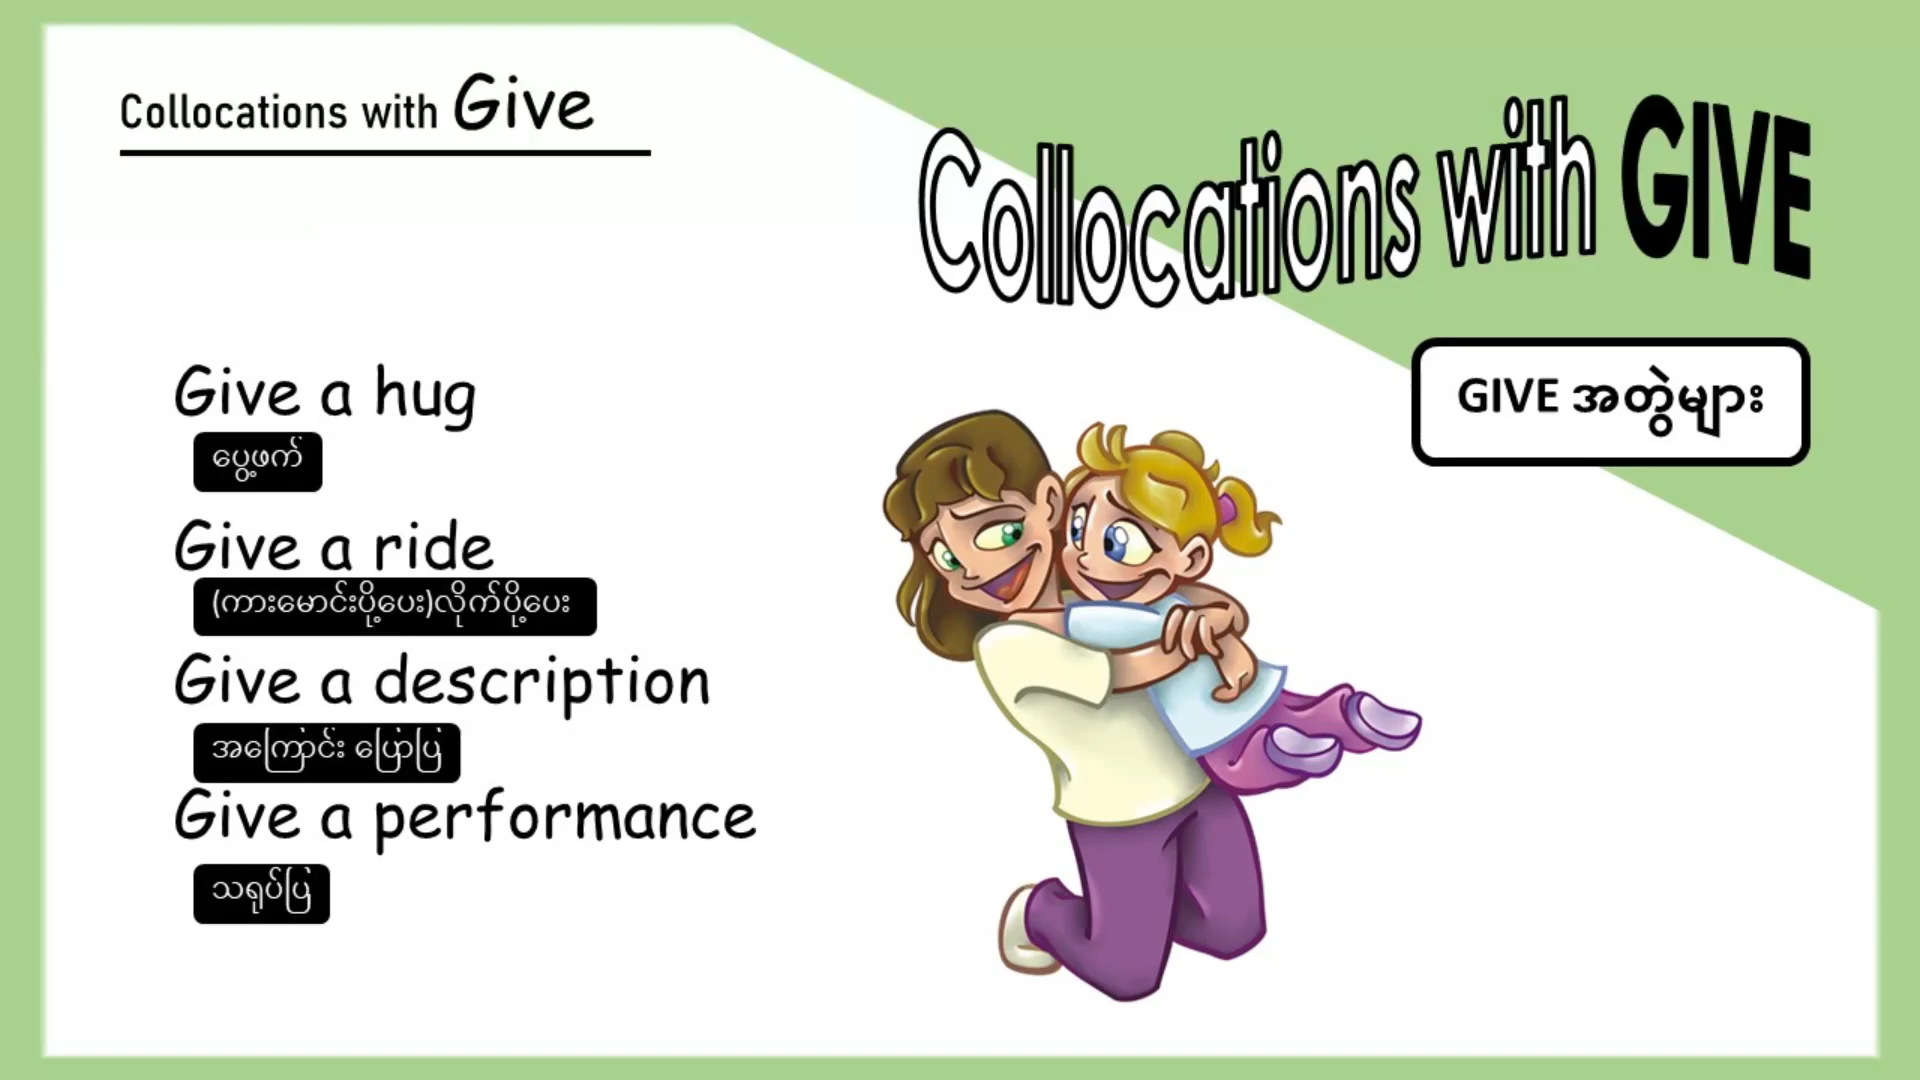 Collocations with Give
Collocations with GIVE
GIVE အတွဲများ
Give a hug
ပွေ့ဖက်
Give a ride
(ကားမောင်းပို့ပေး)လိုက်ပို့ပေး
Give a description
အကြောင်း ပြောပြ
Give a performance
သရုပ်ပြ